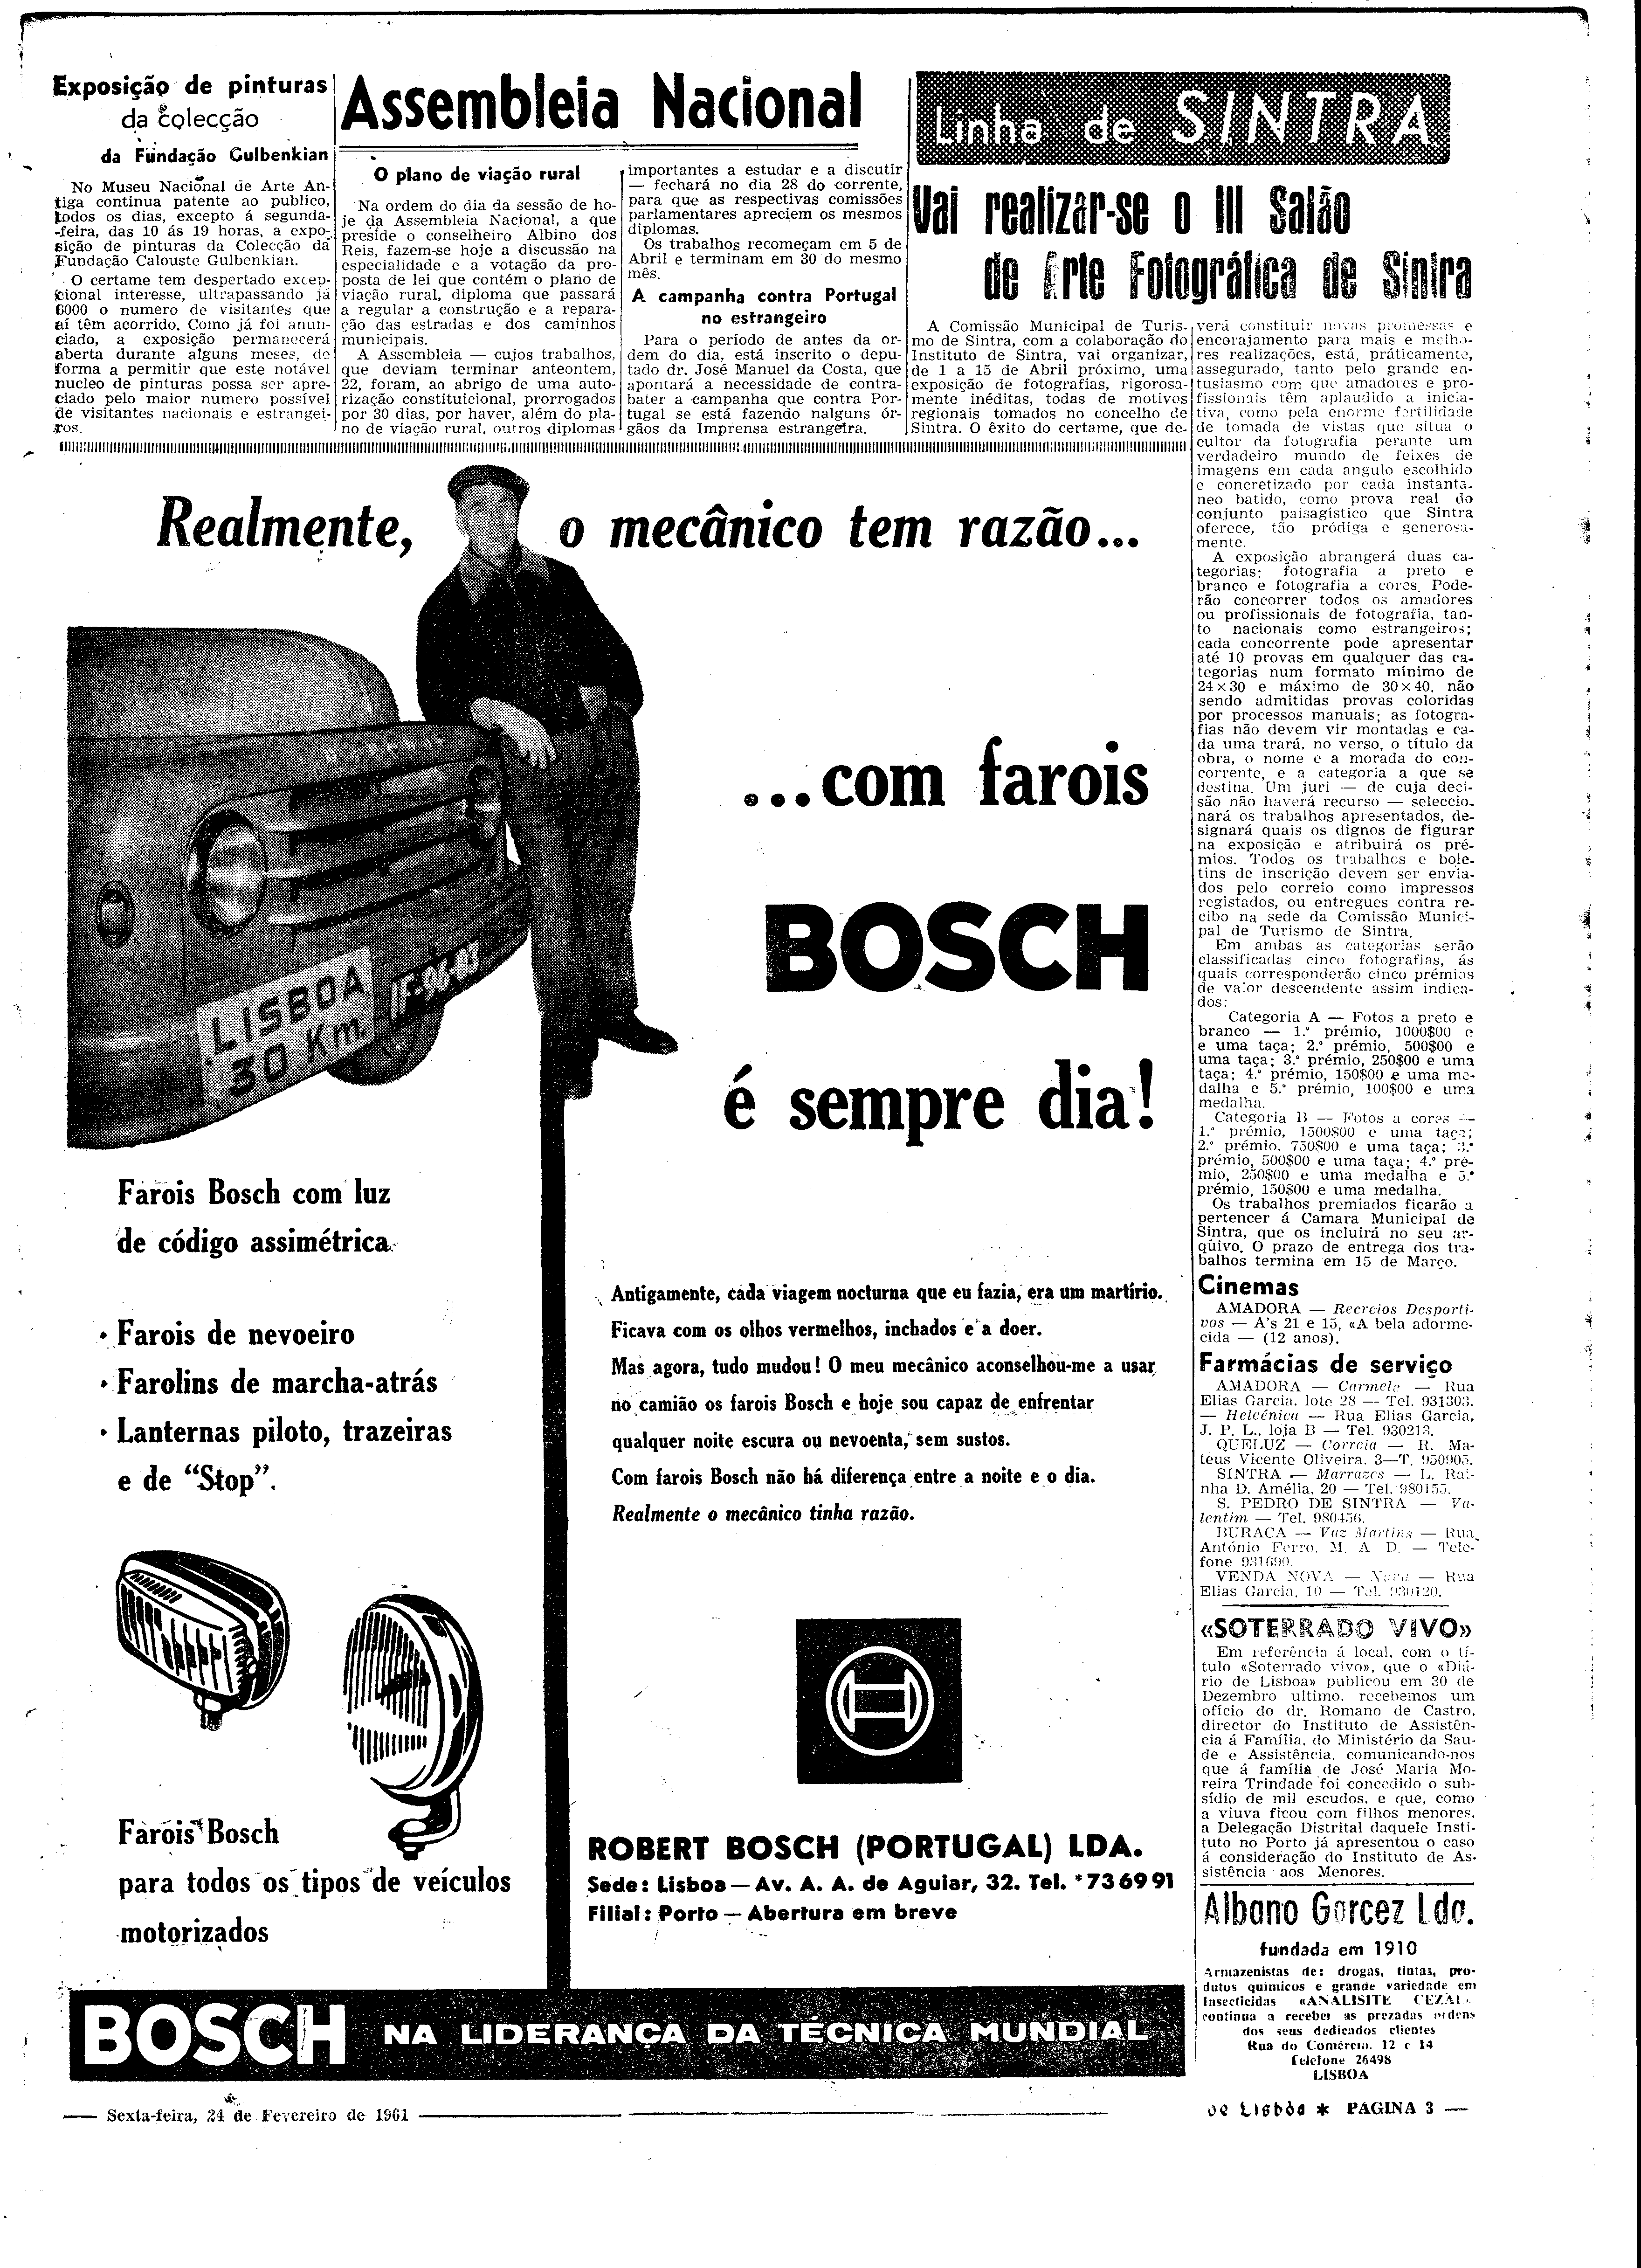 Exposição de pinturas
da colecção
da Fundação Gulbenkian
No Museu Nacional de Arte An-
tiga continua patente ao publico,
todos os dias, excepto á segunda-
-feira, das 10 ás 19 horas, a expo-
sição de pinturas da Colecção da
Fundação Calouste Gulbenkian.
O certame tem despertado excep-
cional interesse, ultrapassando já
6000 o numero de visitantes que
aí têm acorrido. Como já foi anun-
ciado, a exposição permanecerá
aberta durante alguns meses, de
forma a permitir que este notável
nucleo de pinturas possa ser apre-
ciado pelo maior numero possível
de visitantes nacionais e estrangei-
ros.
Assembleia Nacional
O plano de viação rural
Na ordem do dia da sessão de ho-
je da Assembleia Nacional, a que
preside o conselheiro Albino dos
Reis, fazem-se hoje a discussão na
especialidade e a votação da pro-
posta de lei que contém o plano de
viação rural, diploma que passará
a regular a construção e a repara-
ção das estradas e dos caminhos
municipais.
A Assembleia — cujos trabalhos,
que deviam terminar anteontem,
22, foram, ao abrigo de uma auto-
rização constituicional, prorrogados
por 30 dias, por haver, além do pla-
no de viação rural, outros diplomas
importantes a estudar e a discutir
— fechará no dia 28 do corrente,
para que as respectivas comissões
parlamentares apreciem os mesmos
diplomas.
Os trabalhos recomeçam em 5 de
Abril e terminam em 30 do mesmo
mês.
A campanha contra Portugal
no estrangeiro
Para o período de antes da or-
dem do dia, está inscrito o depu-
tado dr. José Manuel da Costa, que
apontará a necessidade de contra-
bater a campanha que contra Por-
tugal se está fazendo nalguns ór-
gãos da Imprensa estrangeira.
Linha de SINTRA
Vai realizar-se o III Salão
de Arte Fotográfica de Sintra
A Comissão Municipal de Turis-
mo de Sintra, com a colaboração do
Instituto de Sintra, vai organizar,
de 1 a 15 de Abril próximo, uma
exposição de fotografias, rigorosa-
mente inéditas, todas de motivos
regionais tomados no concelho de
Sintra. O êxito do certame, que de-
verá constituir novas promessas e
encorajamento para mais e melho-
res realizações, está, práticamente,
assegurado, tanto pelo grande en-
tusiasmo com que amadores e pro-
fissionais têm aplaudido a inicia-
tiva, como pela enorme fertilidade
de tomada de vistas que situa o
cultor da fotografia perante um
verdadeiro mundo de feixes de
imagens em cada angulo escolhido
e concretizado por cada instanta-
neo batido, como prova real do
conjunto paisagístico que Sintra
oferece, tão pródiga e generosa-
mente.
A exposição abrangerá duas ca-
tegorias: fotografia a preto e
branco e fotografia a cores. Pode-
rão concorrer todos os amadores
ou profissionais de fotografia, tan-
to nacionais como estrangeiros;
cada concorrente pode apresentar
até 10 provas em qualquer das ca-
tegorias num formato mínimo de
24×30 e máximo de 30×40, não
sendo admitidas provas coloridas
por processos manuais; as fotogra-
fias não devem vir montadas e ca-
da uma trará, no verso, o título da
obra, o nome e a morada do con-
corrente, e a categoria a que se
destina. Um juri — de cuja deci-
são não haverá recurso — seleccio-
nará os trabalhos apresentados, de-
signará quais os dignos de figurar
na exposição e atribuirá os pré-
mios. Todos os trabalhos e bole-
tins de inscrição devem ser envia-
dos pelo correio como impressos
registados, ou entregues contra re-
cibo na sede da Comissão Munici-
pal de Turismo de Sintra.
Em ambas as categorias serão
classificadas cinco fotografias, ás
quais corresponderão cinco prémios
de valor descendente assim indica-
dos:
Categoria A — Fotos a preto e
branco — 1.º prémio, 1000$00 e
e uma taça; 2.º prémio, 500$00 e
uma taça; 3.º prémio, 250$00 e uma
taça; 4.º prémio, 150$00 e uma me-
dalha e 5.º prémio, 100$00 e uma
medalha.
Categoria B — Fotos a cores —
1.º prémio, 1500$00 e uma taça;
2.º prémio, 750$00 e uma taça; 3.º
prémio, 500$00 e uma taça; 4.º pré-
mio, 250$00 e uma medalha e 5.º
prémio, 150$00 e uma medalha.
Os trabalhos premiados ficarão a
pertencer á Camara Municipal de
Sintra, que os incluirá no seu ar-
quivo. O prazo de entrega dos tra-
balhos termina em 15 de Março.
Cinemas
AMADORA — Recreios Desporti-
vos — A's 21 e 15, «A bela adorme-
cida — (12 anos).
Farmácias de serviço
AMADORA — Carmele — Rua
Elias Garcia, lote 28 — Tel. 931303.
— Helcénica — Rua Elias Garcia,
J. P. L., loja B — Tel. 930213.
QUELUZ — Correia — R. Ma-
teus Vicente Oliveira, 3—T. 950905.
SINTRA — Marrazes — L. Rai-
nha D. Amélia, 20 — Tel. 980155.
S. PEDRO DE SINTRA — Va-
lentim — Tel. 980456.
BURACA — Vaz Martins — Rua
António Ferro, M. A D. — Tele-
fone 931690.
VENDA NOVA — — Rua
Elias Garcia, 10 — Tel. 930120.
«SOTERRADO VIVO»
Em referência á local, com o tí-
tulo «Soterrado vivo», que o «Diá-
rio de Lisboa» publicou em 30 de
Dezembro ultimo, recebemos um
ofício do dr. Romano de Castro,
director do Instituto de Assistên-
cia á Família, do Ministério da Sau-
de e Assistência, comunicando-nos
que á família de José Maria Mo-
reira Trindade foi concedido o sub-
sídio de mil escudos, e que, como
a viuva ficou com filhos menores,
a Delegação Distrital daquele Insti-
tuto no Porto já apresentou o caso
á consideração do Instituto de As-
sistência aos Menores.
Albano Garcez Lda.
fundada em 1910
Armazenistas de: drogas, tintas, pro-
dutos quimicos e grande variedade em
Insecticidas «ANALISITE CEZAL»
continua a receber as prezadas ordens
dos seus dedicados clientes
Rua do Comércio, 12 e 14
Telefone 26498
LISBOA
Realmente, o mecânico tem razão...
...com farois
BOSCH
é sempre dia!
LISBOA
30 Km.
IF-96-03
Farois Bosch com luz
de código assimétrica
• Farois de nevoeiro
• Farolins de marcha-atrás
• Lanternas piloto, trazeiras
e de “Stop”.
Antigamente, cada viagem nocturna que eu fazia, era um martírio.
Ficava com os olhos vermelhos, inchados e a doer.
Mas agora, tudo mudou! O meu mecânico aconselhou-me a usar
no camião os farois Bosch e hoje sou capaz de enfrentar
qualquer noite escura ou nevoenta, sem sustos.
Com farois Bosch não há diferença entre a noite e o dia.
Realmente o mecânico tinha razão.
Farois Bosch
para todos os tipos de veículos
motorizados
ROBERT BOSCH (PORTUGAL) LDA.
Sede: Lisboa — Av. A. A. de Aguiar, 32. Tel. *73 69 91
Filial: Porto — Abertura em breve
BOSCH NA LIDERANÇA DA TÉCNICA MUNDIAL
Sexta-feira, 24 de Fevereiro de 1961
de Lisboa * PÁGINA 3